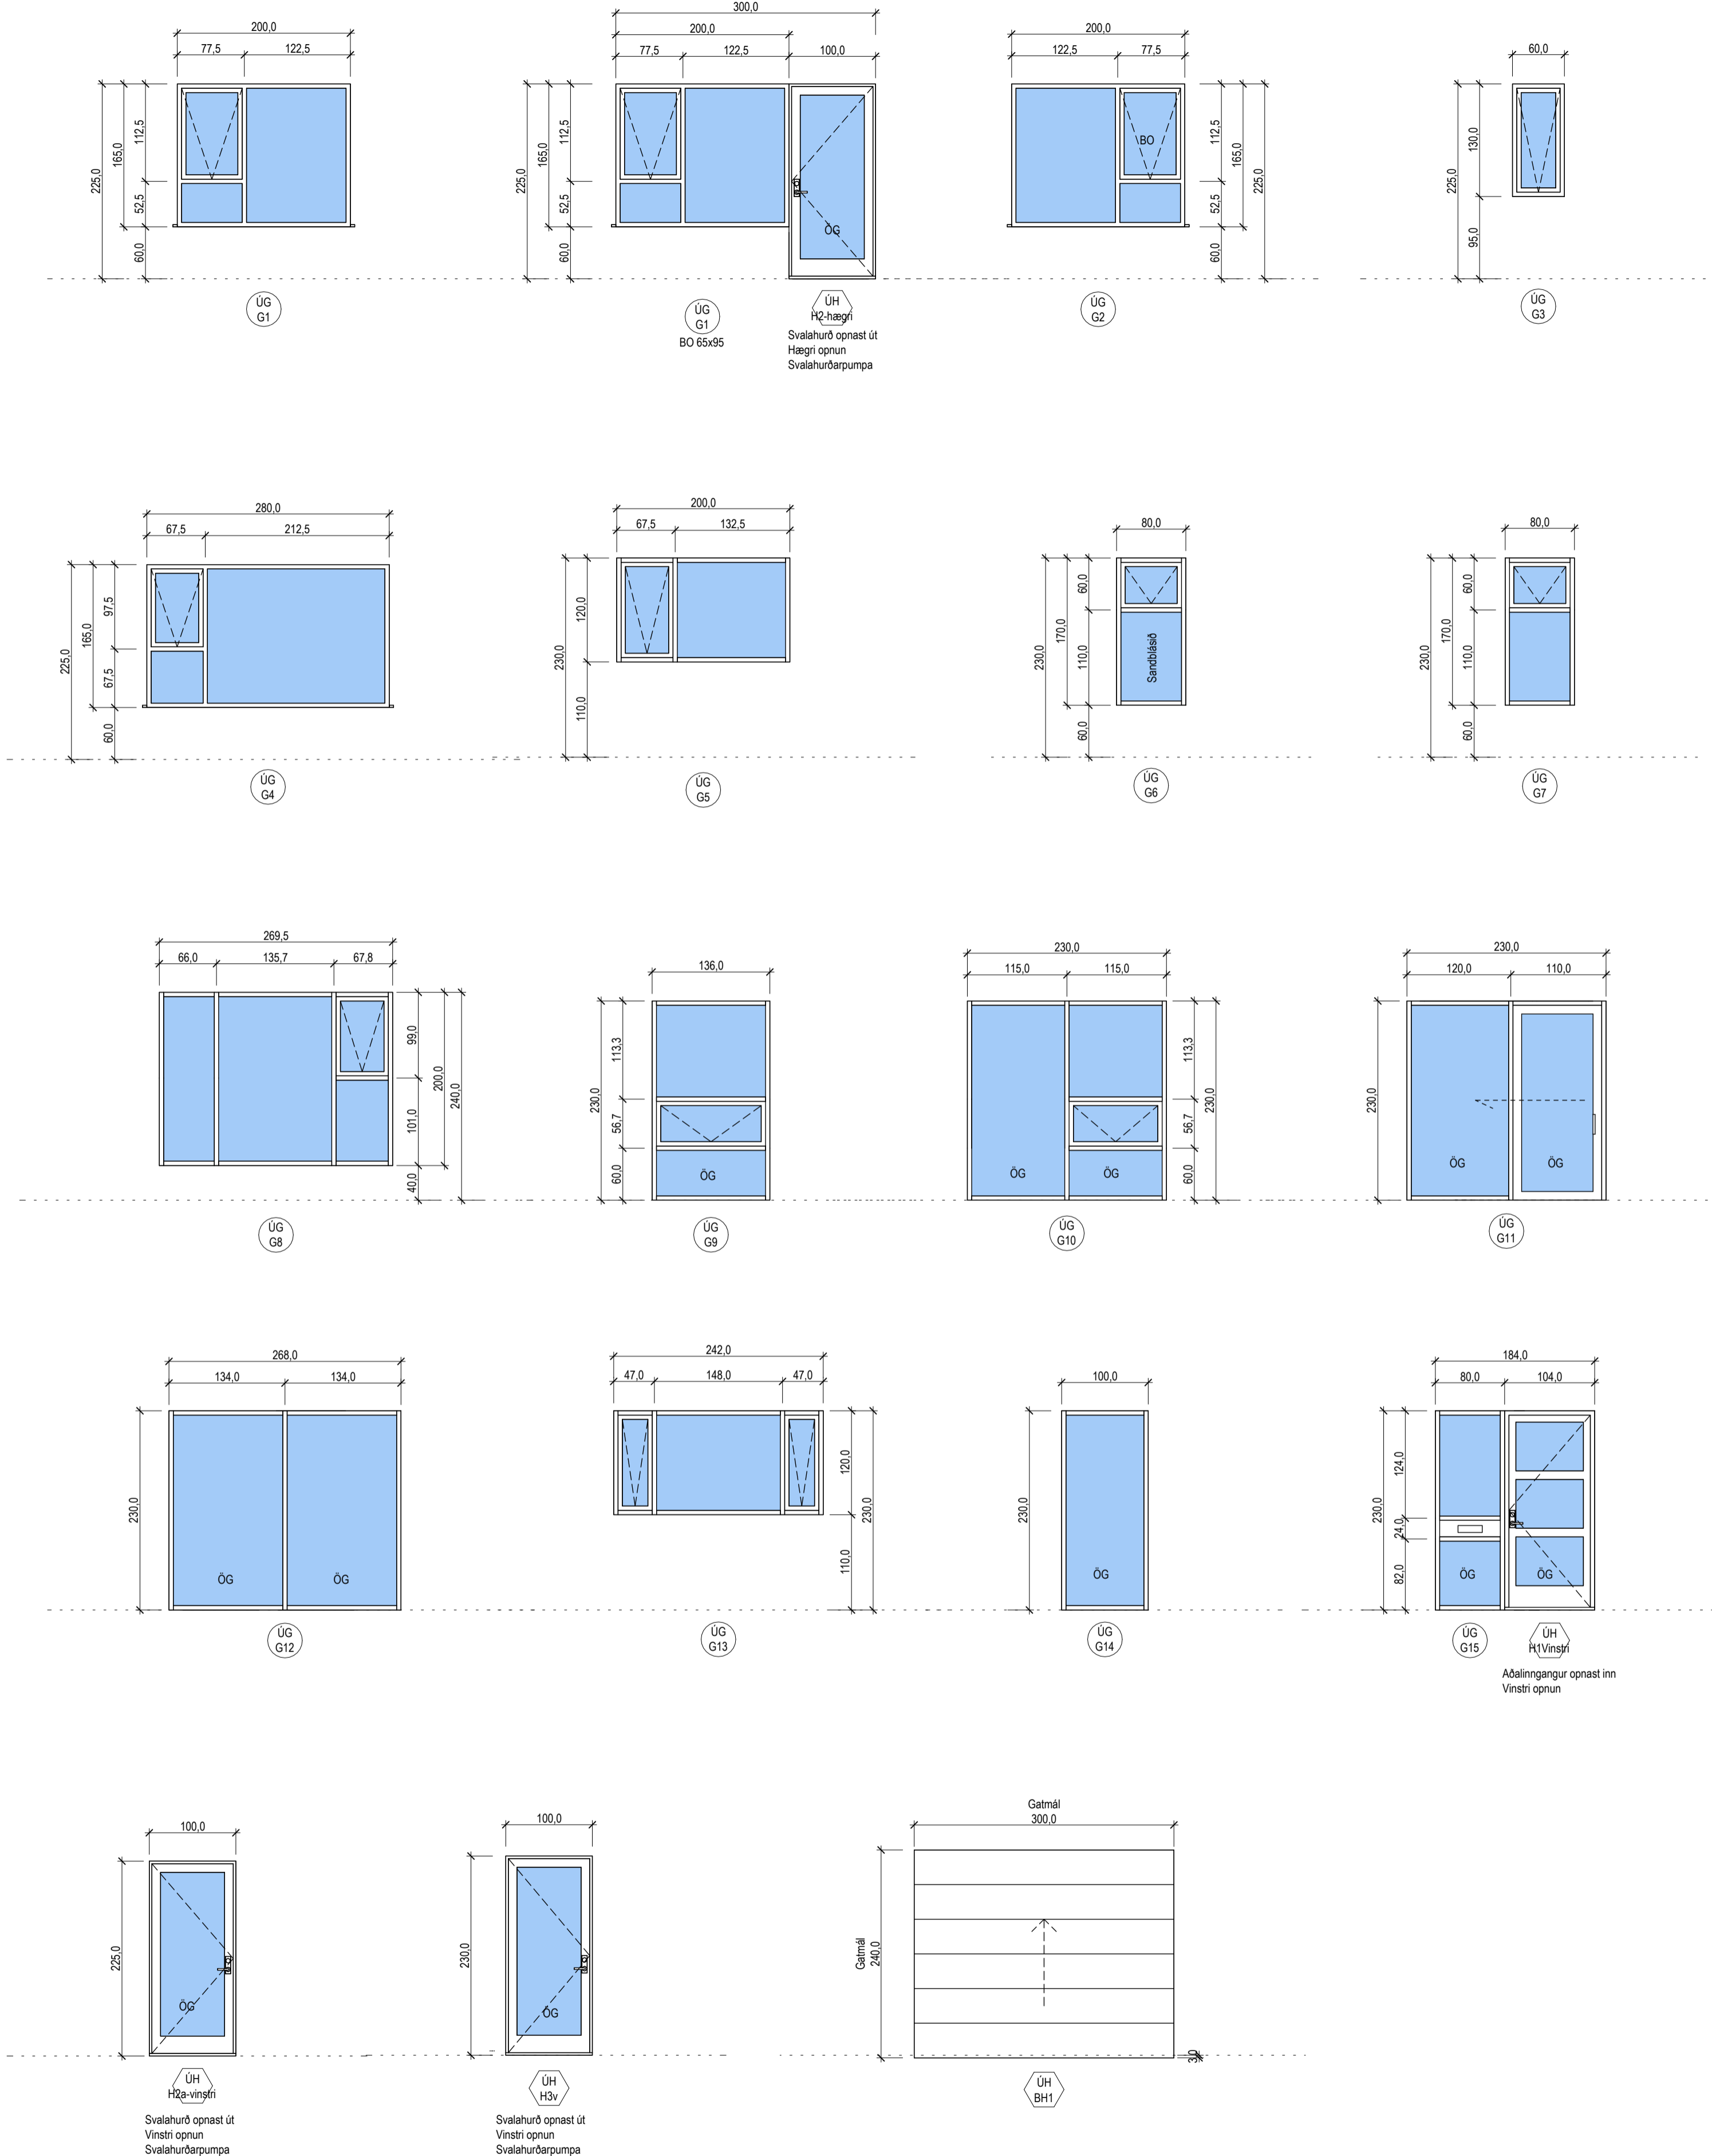 200,0
77,5
122,5
225,0
165,0
112,5
52,5
60,0
ÚG
G1
300,0
200,0
77,5
122,5
100,0
225,0
165,0
112,5
52,5
60,0
ÖG
ÚG
G1
BO 65x95
ÚH
H2-hægri
Svalahurð opnast út
Hægri opnun
Svalahurðarpumpa
200,0
122,5
77,5
BO
112,5
52,5
60,0
165,0
225,0
ÚG
G2
60,0
225,0
130,0
95,0
ÚG
G3
280,0
67,5
212,5
225,0
165,0
97,5
67,5
60,0
ÚG
G4
200,0
67,5
132,5
230,0
120,0
110,0
ÚG
G5
80,0
230,0
170,0
60,0
110,0
60,0
Sandblásið
ÚG
G6
80,0
230,0
170,0
60,0
110,0
60,0
ÚG
G7
269,5
66,0
135,7
67,8
99,0
101,0
40,0
200,0
240,0
ÚG
G8
136,0
230,0
113,3
56,7
60,0
ÖG
ÚG
G9
230,0
115,0
115,0
113,3
56,7
60,0
230,0
ÖG
ÖG
ÚG
G10
230,0
120,0
110,0
230,0
ÖG
ÖG
ÚG
G11
268,0
134,0
134,0
230,0
ÖG
ÖG
ÚG
G12
242,0
47,0
148,0
47,0
120,0
110,0
230,0
ÚG
G13
100,0
230,0
ÖG
ÚG
G14
184,0
80,0
104,0
230,0
124,0
24,0
82,0
ÖG
ÖG
ÚG
G15
ÚH
H1Vinstri
Aðalinngangur opnast inn
Vinstri opnun
100,0
225,0
ÖG
ÚH
H2a-vinstri
Svalahurð opnast út
Vinstri opnun
Svalahurðarpumpa
100,0
230,0
ÖG
ÚH
H3v
Svalahurð opnast út
Vinstri opnun
Svalahurðarpumpa
Gatmál
300,0
Gatmál
240,0
3,0
ÚH
BH1